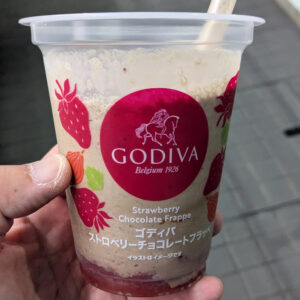 GODIVA
Belgium 1926
Strawberry
Chocolate Frappe
ゴディバ
ストロベリーチョコレートフラッペ
イラストはイメージです